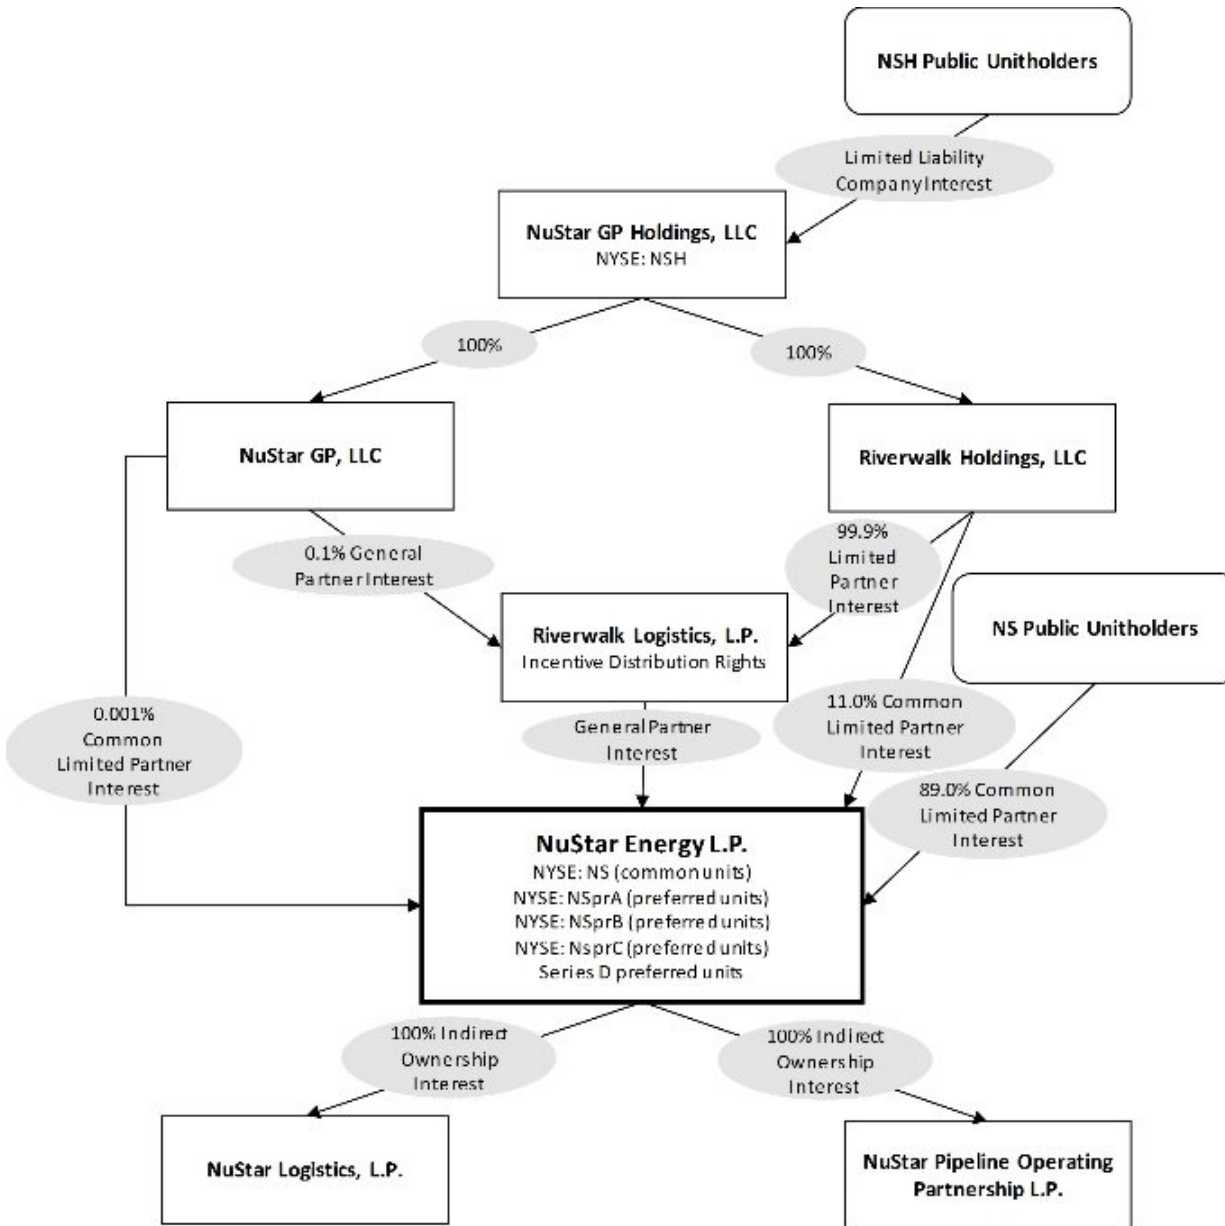 NSH Public Unitholders
Limited Liability
Company Interest
NuStar GP Holdings, LLC
NYSE: NSH
100%
100%
NuStar GP, LLC
Riverwalk Holdings, LLC
0.1% General
Partner Interest
99.9%
Limited
Partner
Interest
NS Public Unitholders
Riverwalk Logistics, L.P.
Incentive Distribution Rights
0.001%
Common
Limited Partner
Interest
General Partner
Interest
11.0% Common
Limited Partner
Interest
89.0% Common
Limited Partner
Interest
NuStar Energy L.P.
NYSE: NS (common units)
NYSE: NSprA (preferred units)
NYSE: NSprB (preferred units)
NYSE: NsprC (preferred units)
Series D preferred units
100% Indirect
Ownership
Interest
100% Indirect
Ownership
Interest
NuStar Logistics, L.P.
NuStar Pipeline Operating
Partnership L.P.